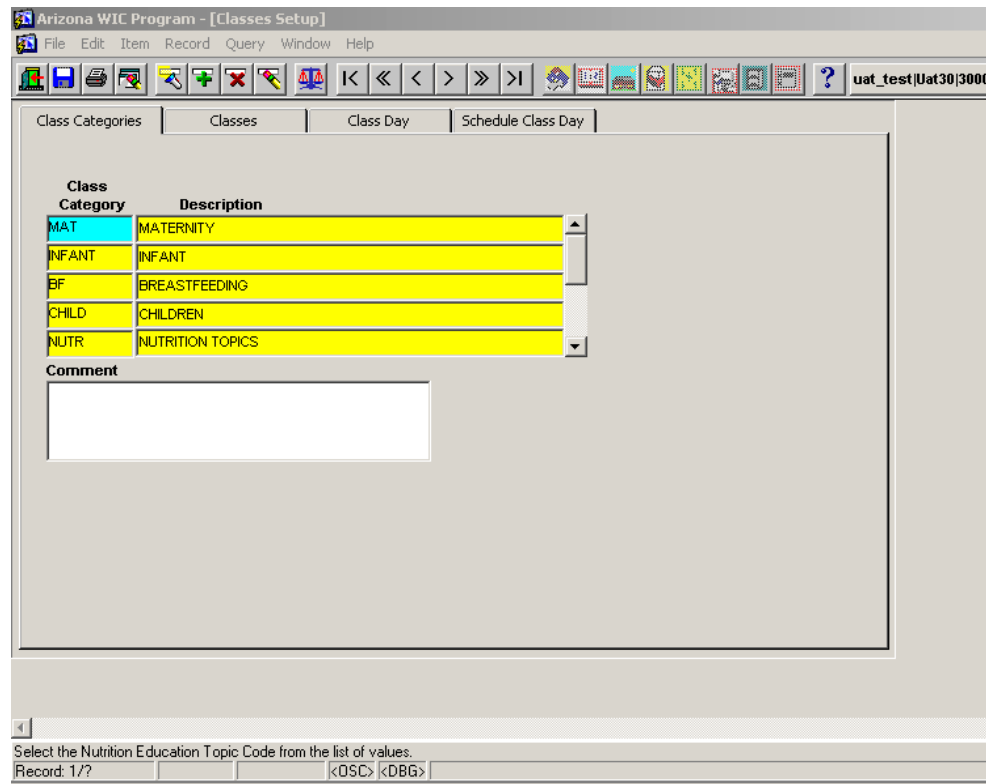 Arizona WIC Program - [Classes Setup]
File Edit Item Record Query Window Help
? uat_test|Uat30|3000
Class Categories Classes Class Day Schedule Class Day
Class
Category Description
MAT MATERNITY
INFANT INFANT
BF BREASTFEEDING
CHILD CHILDREN
NUTR NUTRITION TOPICS
Comment
Select the Nutrition Education Topic Code from the list of values.
Record: 1/? <OSC> <DBG>